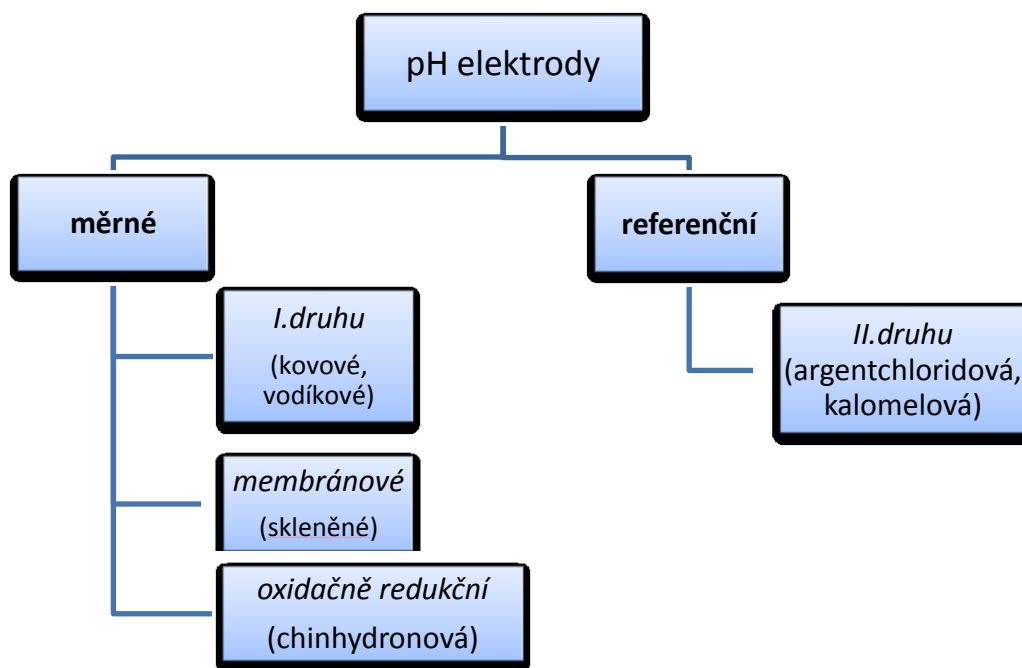 pH elektrody
měrné
referenční
I.druhu
(kovové,
vodíkové)
II.druhu
(argentchloridová,
kalomelová)
membránové
(skleněné)
oxidačně redukční
(chinhydronová)